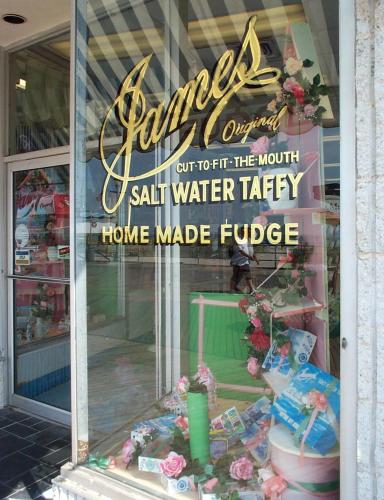 James
Original
CUT-TO-FIT-THE-MOUTH
SALT WATER TAFFY
HOME MADE FUDGE